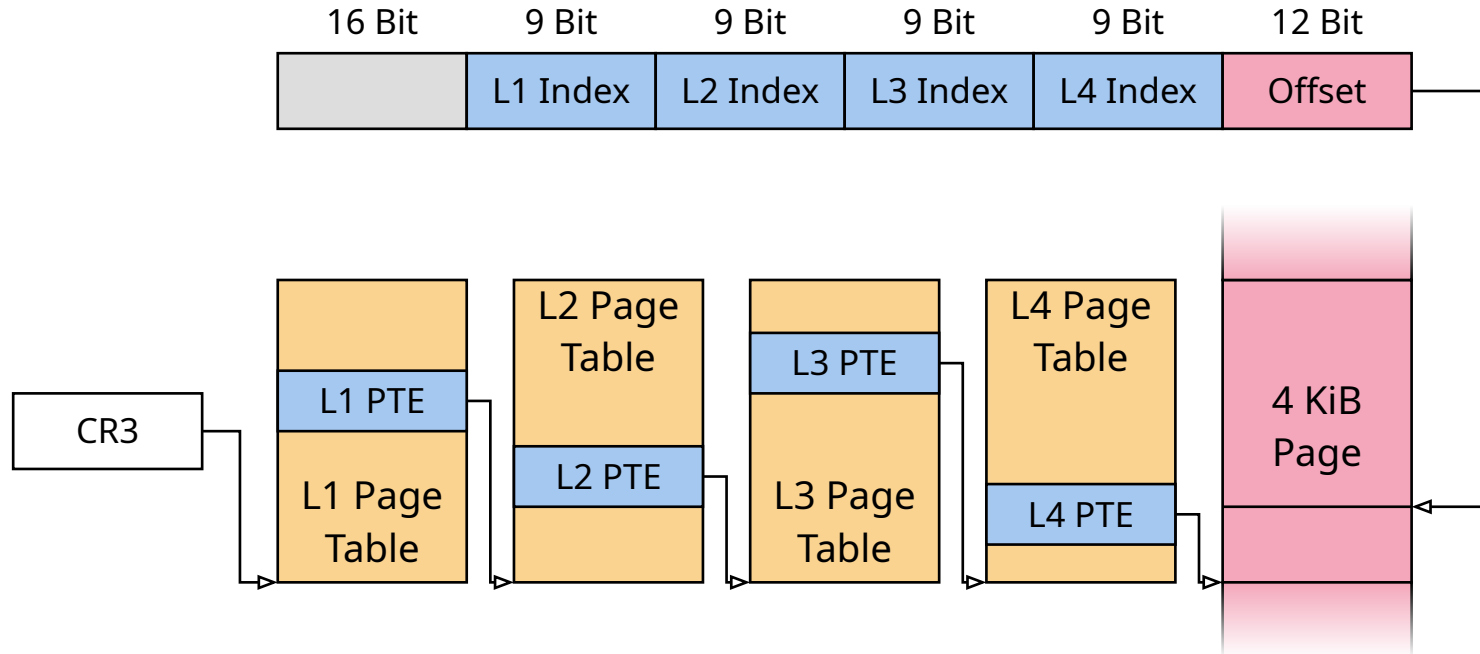 16 Bit 9 Bit 9 Bit 9 Bit 9 Bit 12 Bit
L1 Index L2 Index L3 Index L4 Index Offset
CR3
L1 PTE
L1 Page
Table
L2 Page
Table
L2 PTE
L3 PTE
L3 Page
Table
L4 Page
Table
L4 PTE
4 KiB
Page